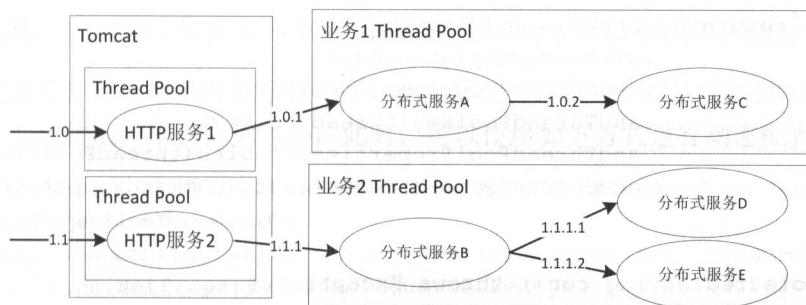 Tomcat
业务1 Thread Pool
Thread Pool
1.0
HTTP服务1
1.0.1
分布式服务A
1.0.2
分布式服务C
Thread Pool
1.1
HTTP服务2
1.1.1
业务2 Thread Pool
分布式服务B
1.1.1.1
分布式服务D
1.1.1.2
分布式服务E